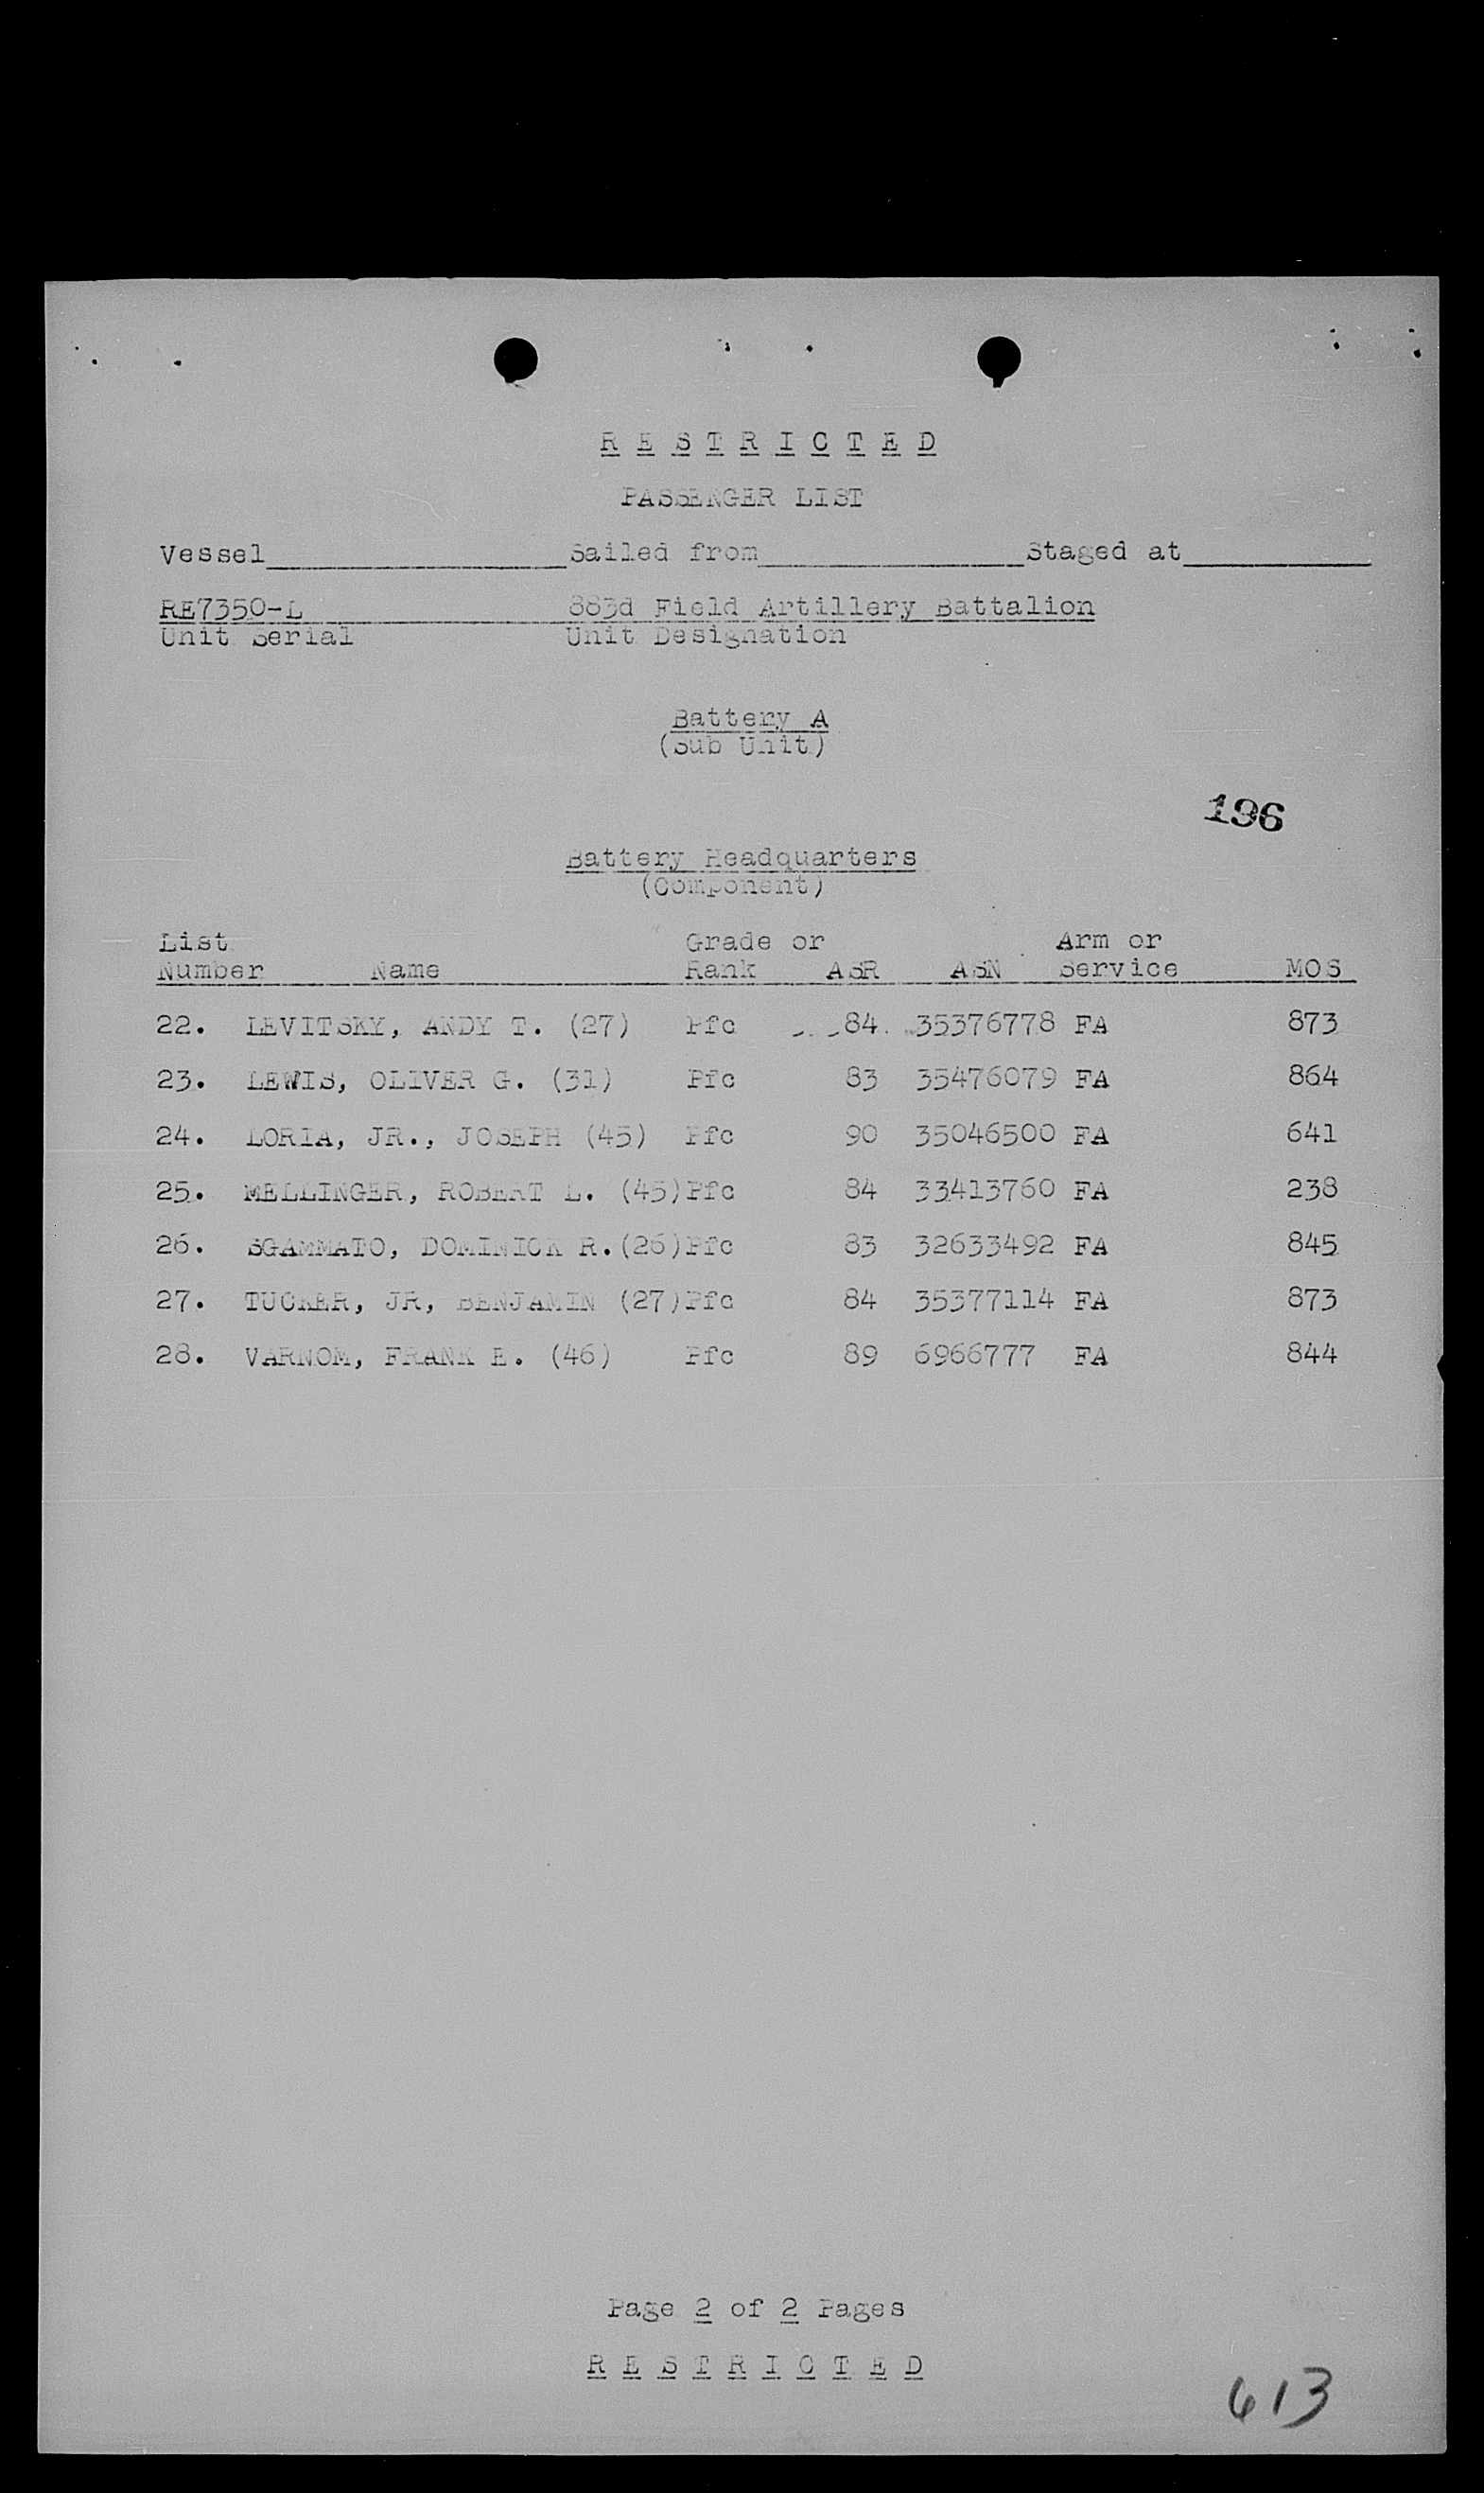 R E S T R I C T E D
PASSENGER LIST
Vessel____________ Sailed from____________ Staged at____________
RE7350-L 883d Field Artillery Battalion
Unit Serial Unit Designation
Battery A
(Sub Unit)
196
Battery Headquarters
(Component)
List Grade or Arm or
Number Name Rank ASR ASN Service MOS
22. LEVITSKY, ANDY T. (27) Pfc 84 35376778 FA 873
23. LEWIS, OLIVER G. (31) Pfc 83 35476079 FA 864
24. LORIA, JR., JOSEPH (45) Pfc 90 35046500 FA 641
25. MELLINGER, ROBERT L. (45)Pfc 84 33413760 FA 238
26. SGAMMATO, DOMINICK R.(26)Pfc 83 32633492 FA 845
27. TUCKER, JR, BENJAMIN (27)Pfc 84 35377114 FA 873
28. VARNOM, FRANK E. (46) Pfc 89 6966777 FA 844
Page 2 of 2 Pages
R E S T R I C T E D
613